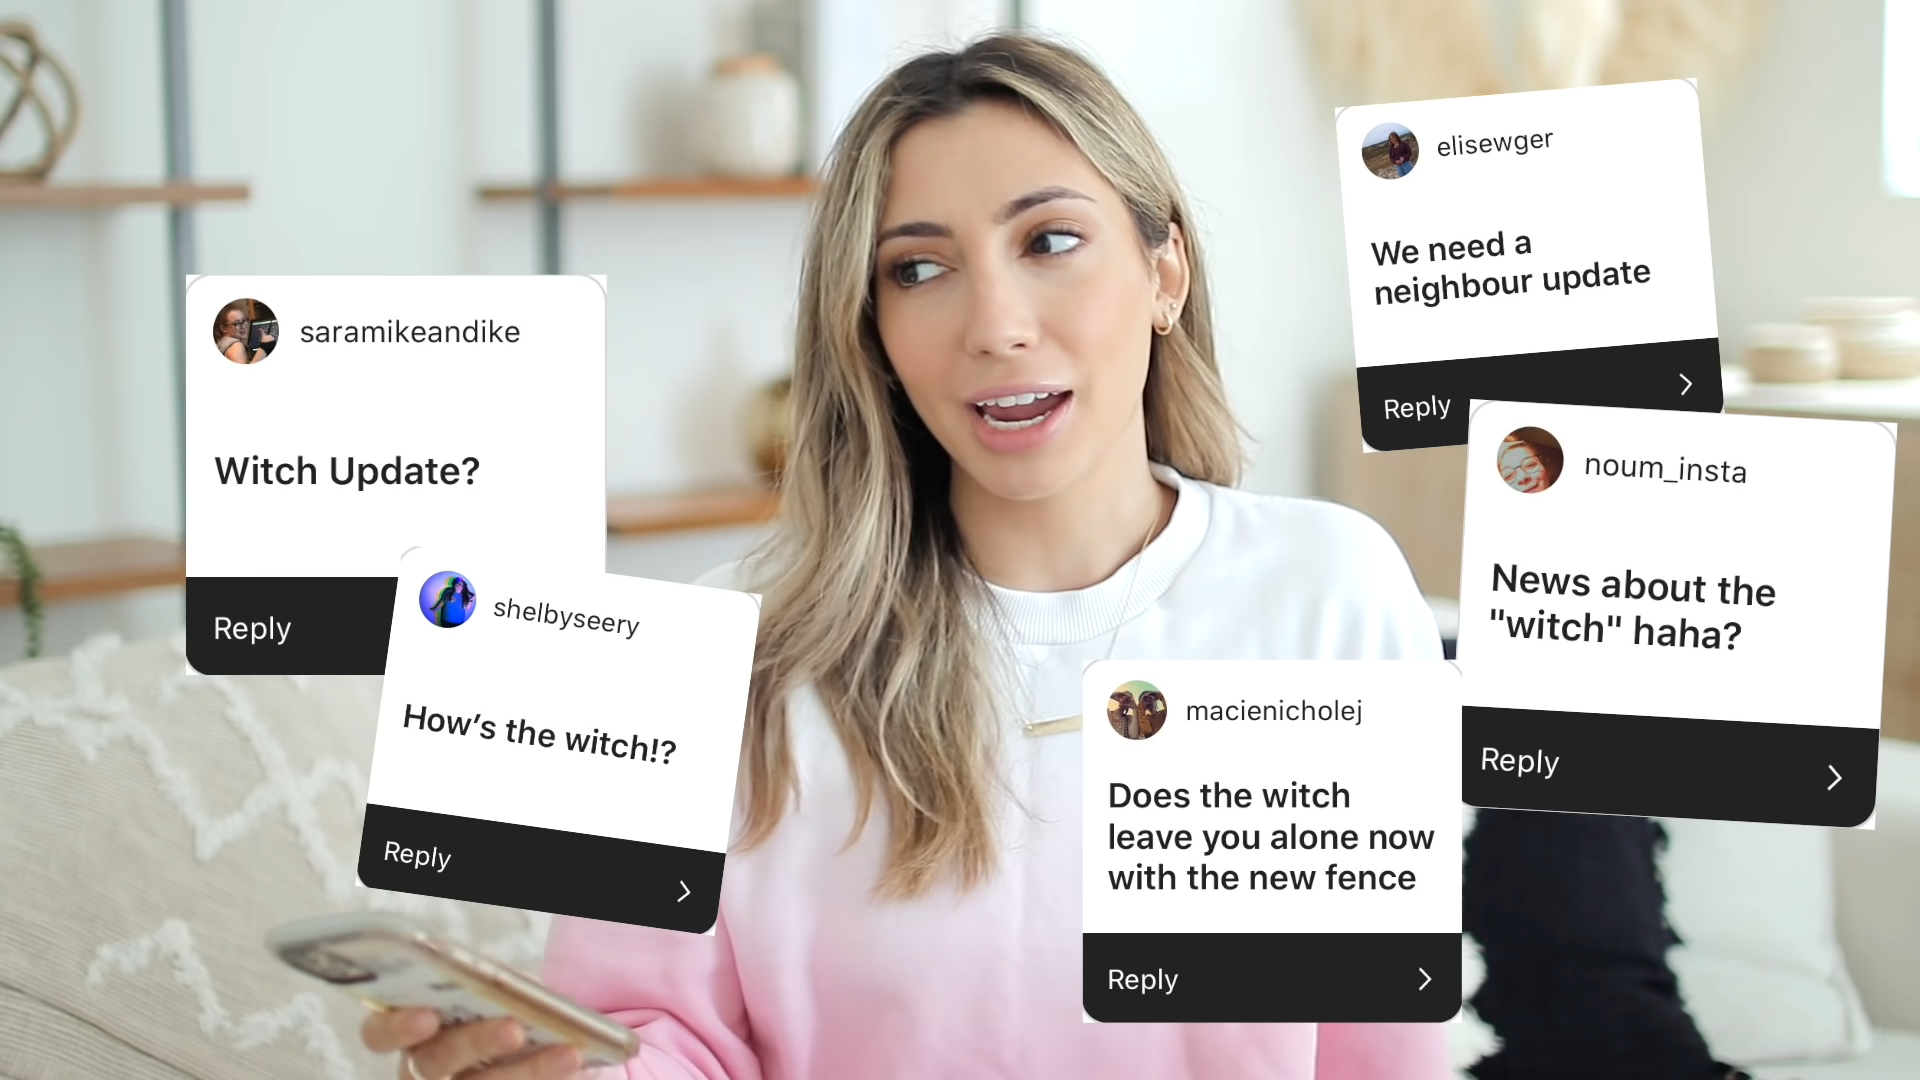 saramikeandike
Witch Update?
Reply
shelbyseery
How’s the witch!?
Reply
elisewger
We need a
neighbour update
Reply
noum_insta
News about the
"witch" haha?
Reply
macienicholej
Does the witch
leave you alone now
with the new fence
Reply